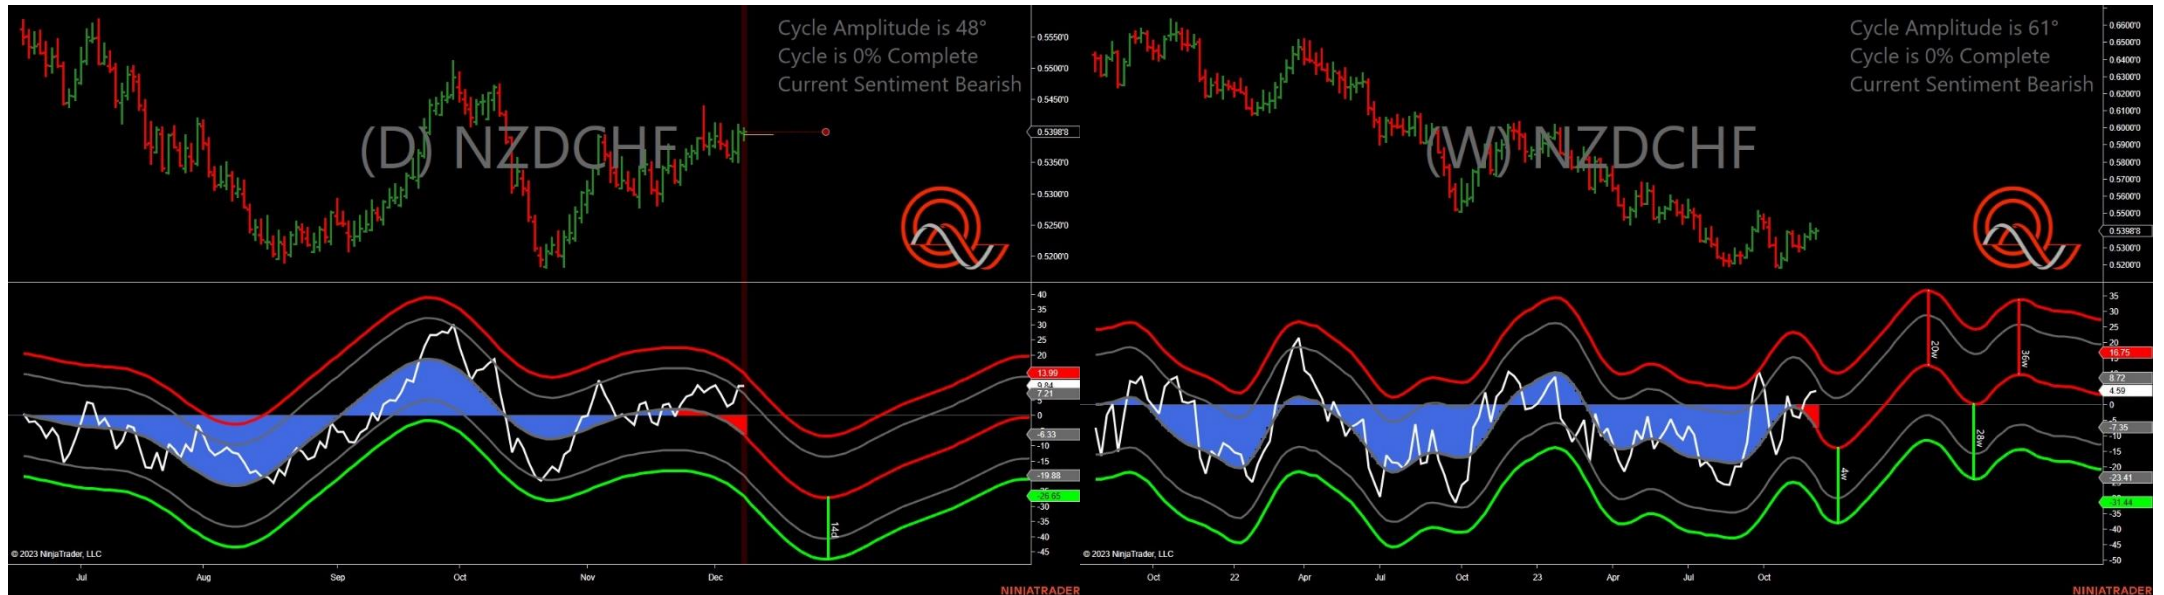 Cycle Amplitude is 48°
Cycle is 0% Complete
Current Sentiment Bearish
(D) NZDCHF
0.5550'0
0.5500'0
0.5450'0
0.5398'8
0.5350'0
0.5300'0
0.5250'0
0.5200'0
40
35
30
25
20
13.99
9.84
7.21
5
0
-6.33
-10
-15
-19.88
-26.65
-30
-35
-40
-45
14d
© 2023 NinjaTrader, LLC
Jul
Aug
Sep
Oct
Nov
Dec
NINJATRADER
Cycle Amplitude is 61°
Cycle is 0% Complete
Current Sentiment Bearish
(W) NZDCHF
0.6600'0
0.6500'0
0.6400'0
0.6300'0
0.6200'0
0.6100'0
0.6000'0
0.5900'0
0.5800'0
0.5700'0
0.5600'0
0.5500'0
0.5398'8
0.5300'0
0.5200'0
35
30
25
20
16.75
8.72
4.59
0
-7.35
-10
-15
-20
-23.41
-31.44
-35
-40
-45
-50
4w
20w
28w
36w
© 2023 NinjaTrader, LLC
Oct
22
Apr
Jul
Oct
23
Apr
Jul
Oct
NINJATRADER